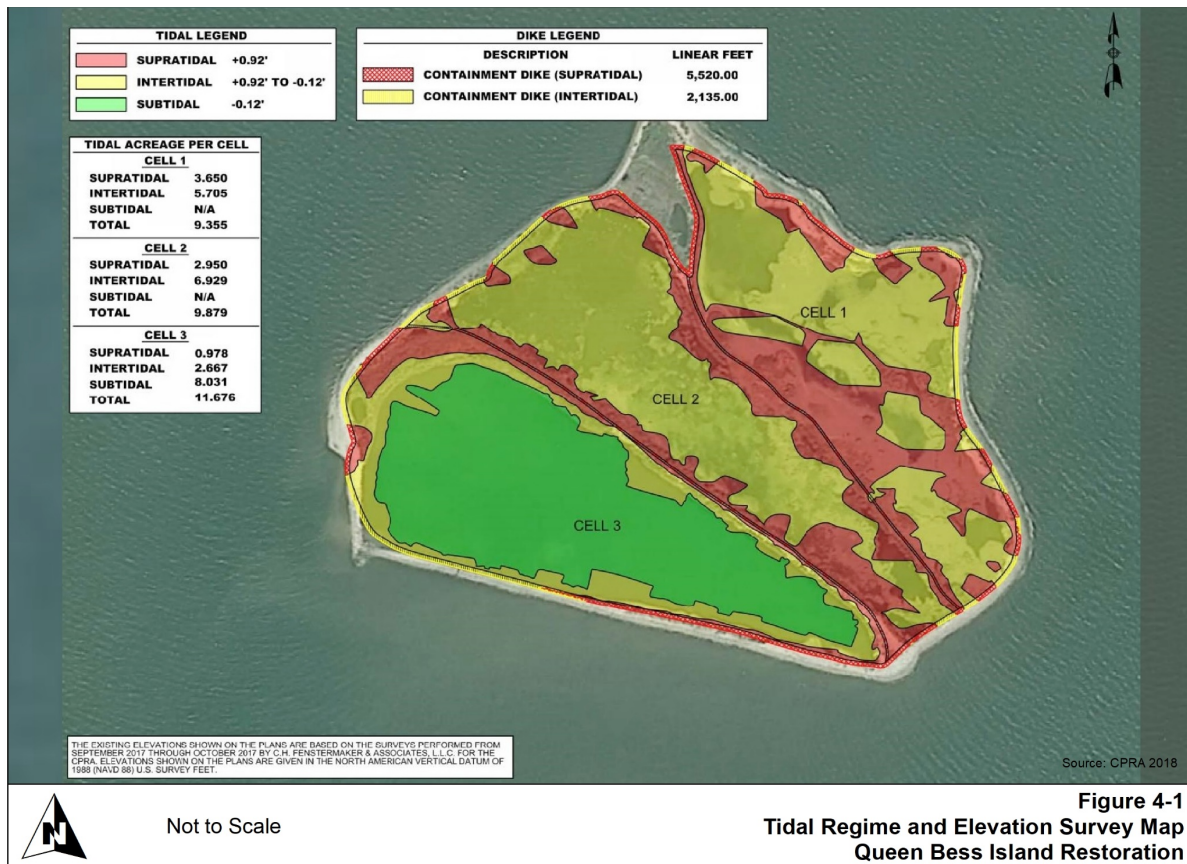 TIDAL LEGEND
SUPRATIDAL +0.92'
INTERTIDAL +0.92' TO -0.12'
SUBTIDAL -0.12'
DIKE LEGEND
DESCRIPTION LINEAR FEET
CONTAINMENT DIKE (SUPRATIDAL) 5,520.00
CONTAINMENT DIKE (INTERTIDAL) 2,135.00
TIDAL ACREAGE PER CELL
CELL 1
SUPRATIDAL 3.650
INTERTIDAL 5.705
SUBTIDAL N/A
TOTAL 9.355
CELL 2
SUPRATIDAL 2.950
INTERTIDAL 6.929
SUBTIDAL N/A
TOTAL 9.879
CELL 3
SUPRATIDAL 0.978
INTERTIDAL 2.667
SUBTIDAL 8.031
TOTAL 11.676
CELL 1
CELL 2
CELL 3
THE EXISTING ELEVATIONS SHOWN ON THE PLANS ARE BASED ON THE SURVEYS PERFORMED FROM
SEPTEMBER 2017 THROUGH OCTOBER 2017 BY C.H. FENSTERMAKER & ASSOCIATES, L.L.C. FOR THE
CPRA. ELEVATIONS SHOWN ON THE PLANS ARE GIVEN IN THE NORTH AMERICAN VERTICAL DATUM OF
1988 (NAVD 88) U.S. SURVEY FEET.
Source: CPRA 2018
N
Not to Scale
Figure 4-1
Tidal Regime and Elevation Survey Map
Queen Bess Island Restoration